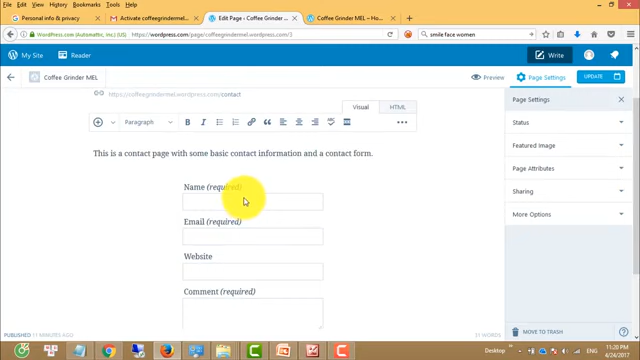 File Edit View History Bookmarks Tools Help
Personal info & privacy
Activate coffeegrindermel...
Edit Page ‹ Coffee Grinder ...
Coffee Grinder MEL – Ho...
WordPress.com (Automattic, Inc.) (US)
https://wordpress.com/page/coffeegrindermel.wordpress.com/3
smile face women
My Site
Reader
Write
Coffee Grinder MEL
Preview
Page Settings
UPDATE
https://coffeegrindermel.wordpress.com/contact
Page Settings
Visual
HTML
Status
Paragraph
B I
Featured Image
This is a contact page with some basic contact information and a contact form.
Page Attributes
Name (required)
Sharing
Email (required)
More Options
Website
Comment (required)
PUBLISHED 11 MINUTES AGO
31 WORDS
MOVE TO TRASH
Desktop
11:20 PM
4/24/2017